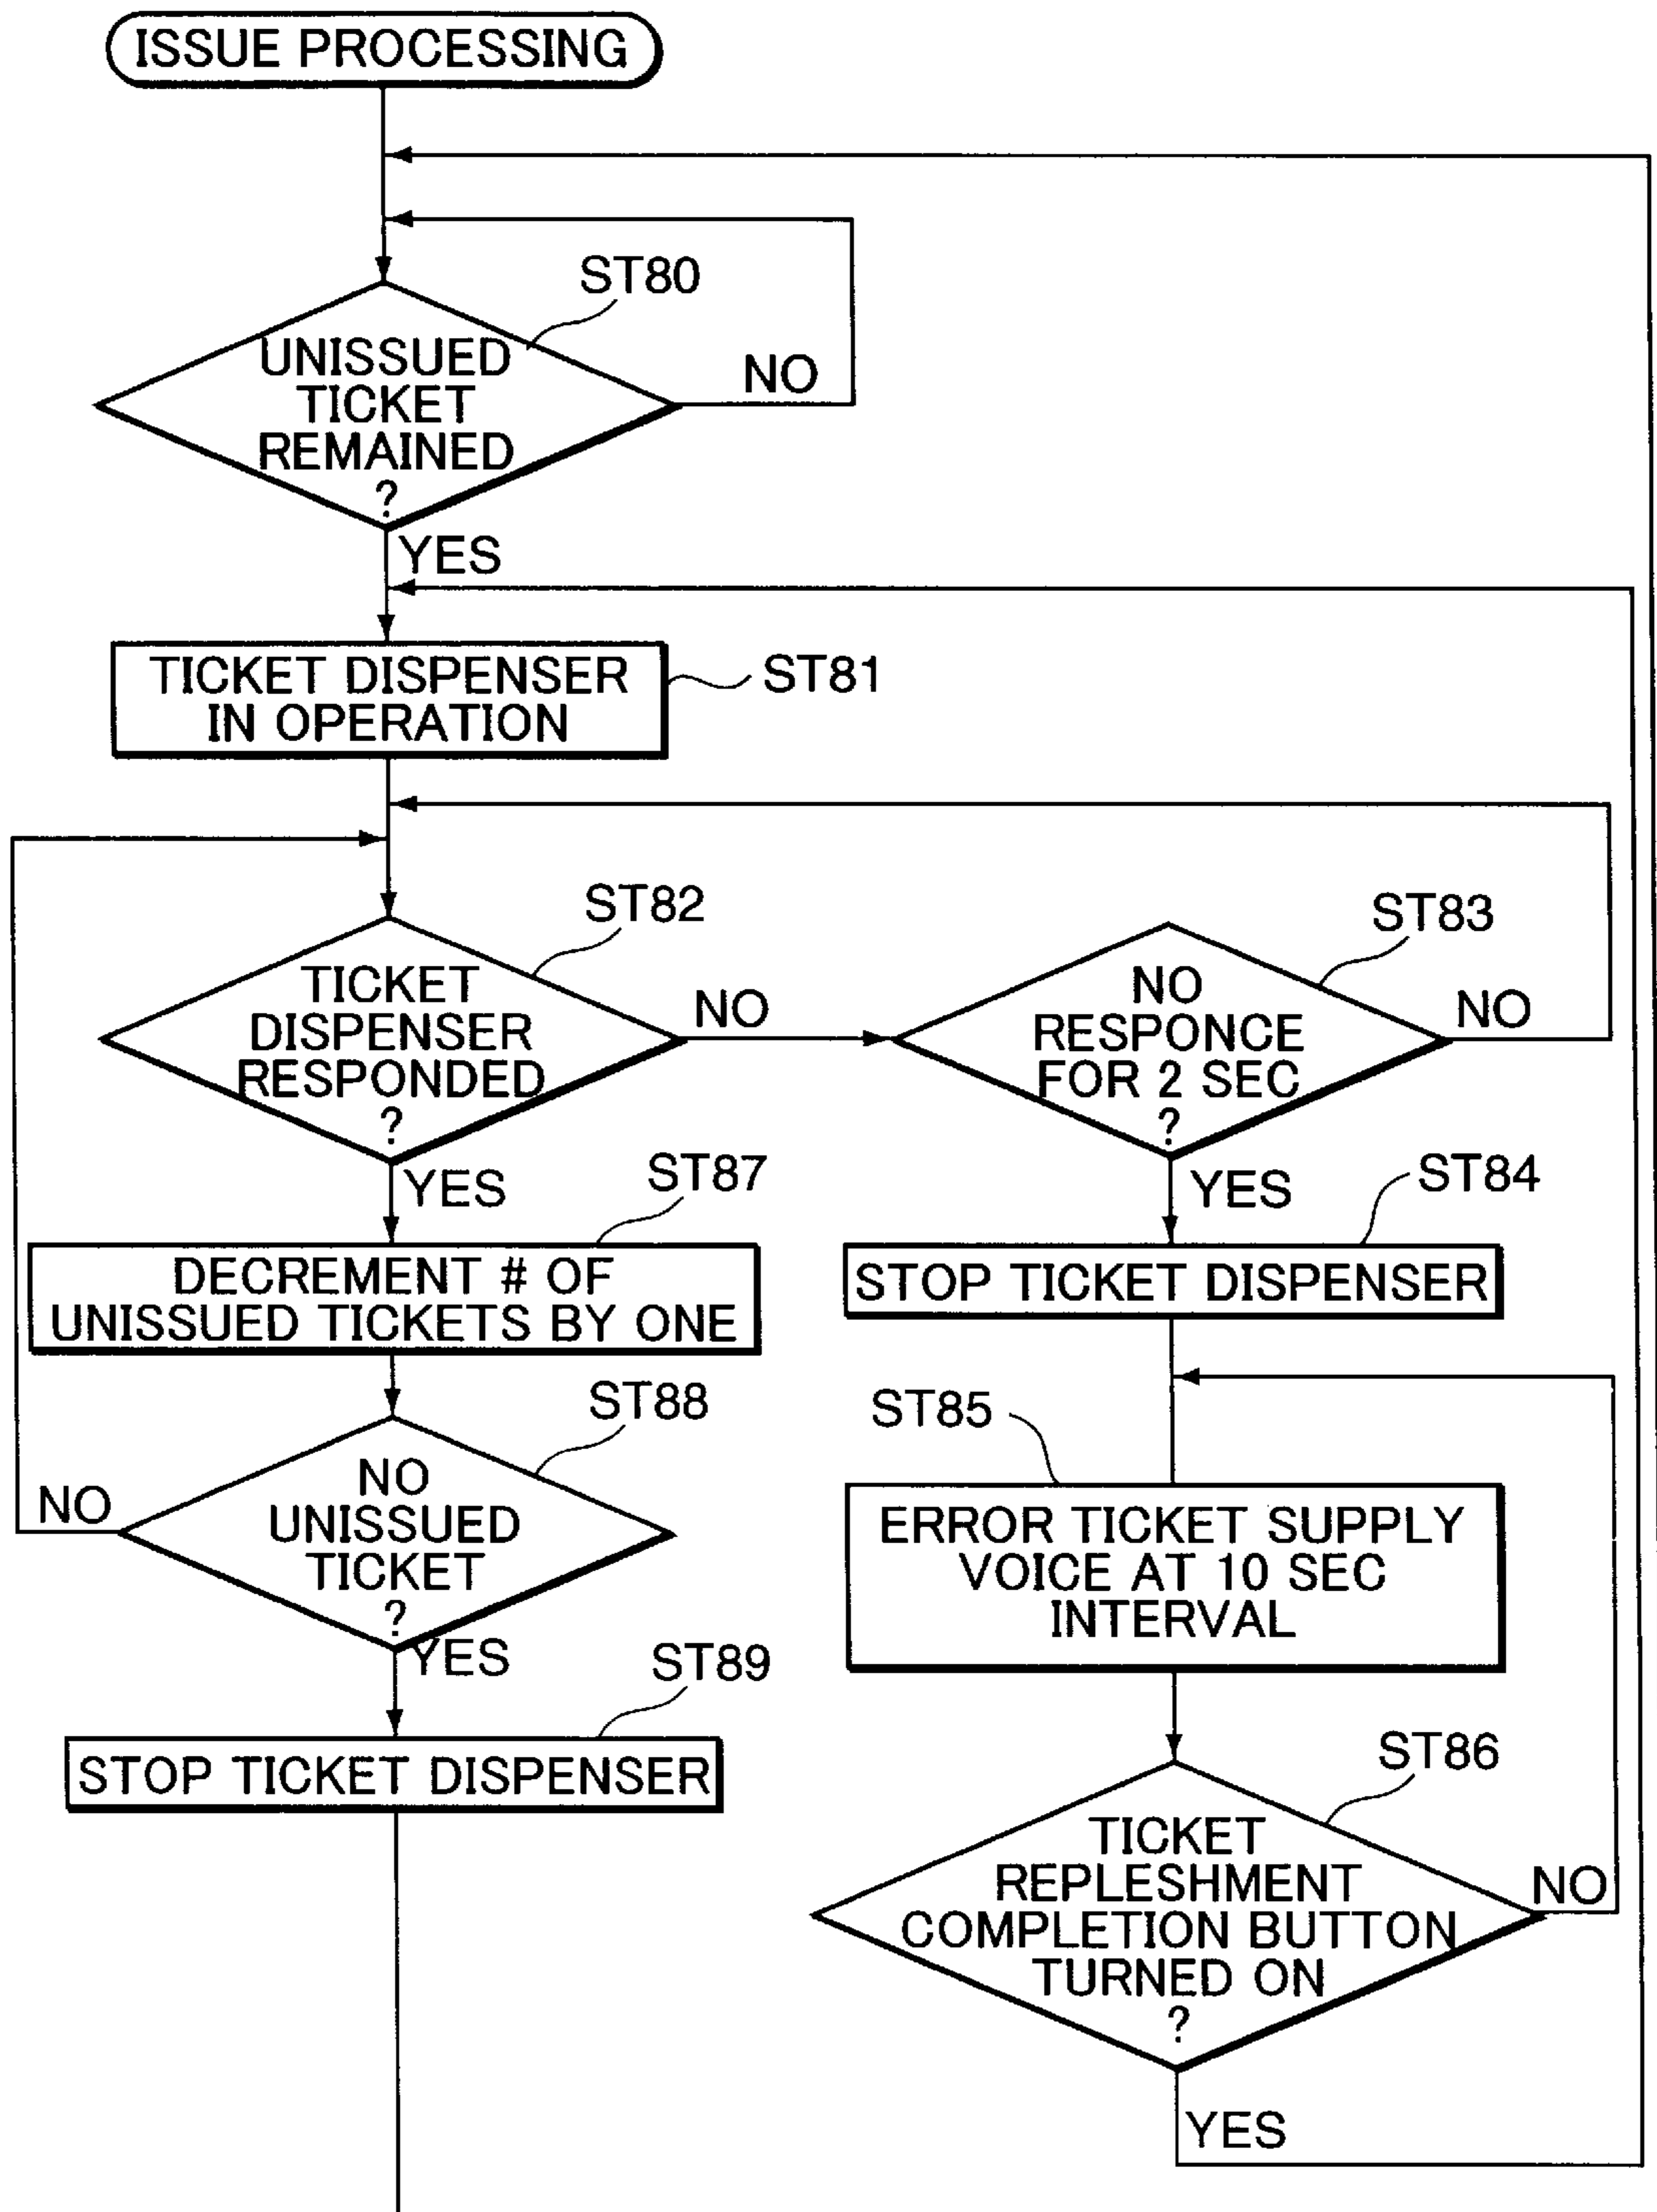 ISSUE PROCESSING
ST80
UNISSUED
TICKET
REMAINED
?
NO
YES
TICKET DISPENSER
IN OPERATION
ST81
ST82
TICKET
DISPENSER
RESPONDED
?
NO
YES
ST83
NO
RESPONCE
FOR 2 SEC
?
NO
YES
ST87
DECREMENT # OF
UNISSUED TICKETS BY ONE
ST84
STOP TICKET DISPENSER
ST88
NO
UNISSUED
TICKET
?
NO
YES
ST85
ERROR TICKET SUPPLY
VOICE AT 10 SEC
INTERVAL
ST89
STOP TICKET DISPENSER
ST86
TICKET
REPLESHMENT
COMPLETION BUTTON
TURNED ON
?
NO
YES